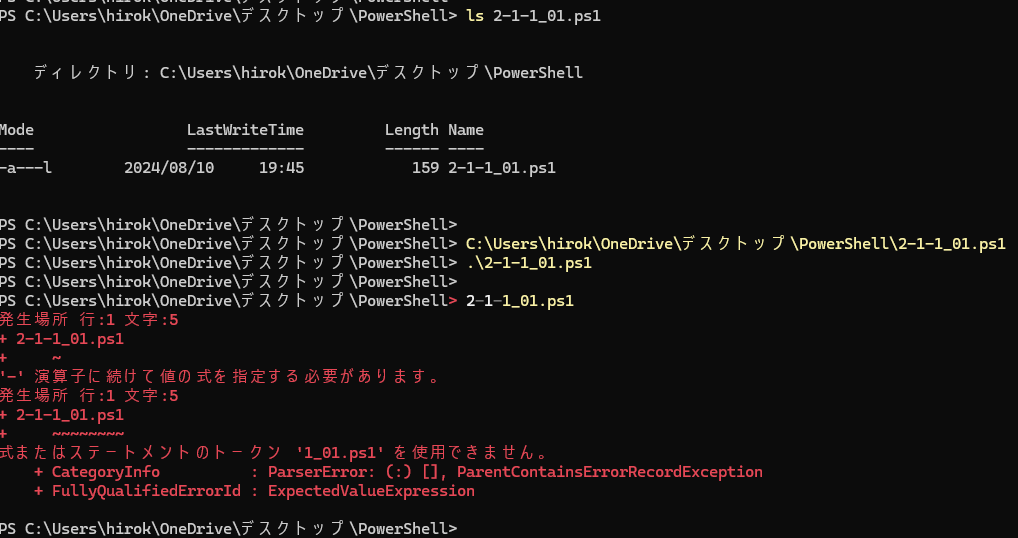 PS C:\Users\hirok\OneDrive\デスクトップ\PowerShell> ls 2-1-1_01.ps1
ディレクトリ: C:\Users\hirok\OneDrive\デスクトップ\PowerShell
Mode LastWriteTime Length Name
---- ------------- ------ ----
-a---l 2024/08/10 19:45 159 2-1-1_01.ps1
PS C:\Users\hirok\OneDrive\デスクトップ\PowerShell>
PS C:\Users\hirok\OneDrive\デスクトップ\PowerShell> C:\Users\hirok\OneDrive\デスクトップ\PowerShell\2-1-1_01.ps1
PS C:\Users\hirok\OneDrive\デスクトップ\PowerShell> .\2-1-1_01.ps1
PS C:\Users\hirok\OneDrive\デスクトップ\PowerShell>
PS C:\Users\hirok\OneDrive\デスクトップ\PowerShell> 2-1-1_01.ps1
発生場所 行:1 文字:5
+ 2-1-1_01.ps1
+     ~
'-' 演算子に続けて値の式を指定する必要があります。
発生場所 行:1 文字:5
+ 2-1-1_01.ps1
+     ~~~~~~~~
式またはステートメントのトークン '1_01.ps1' を使用できません。
+ CategoryInfo : ParserError: (:) [], ParentContainsErrorRecordException
+ FullyQualifiedErrorId : ExpectedValueExpression
PS C:\Users\hirok\OneDrive\デスクトップ\PowerShell>